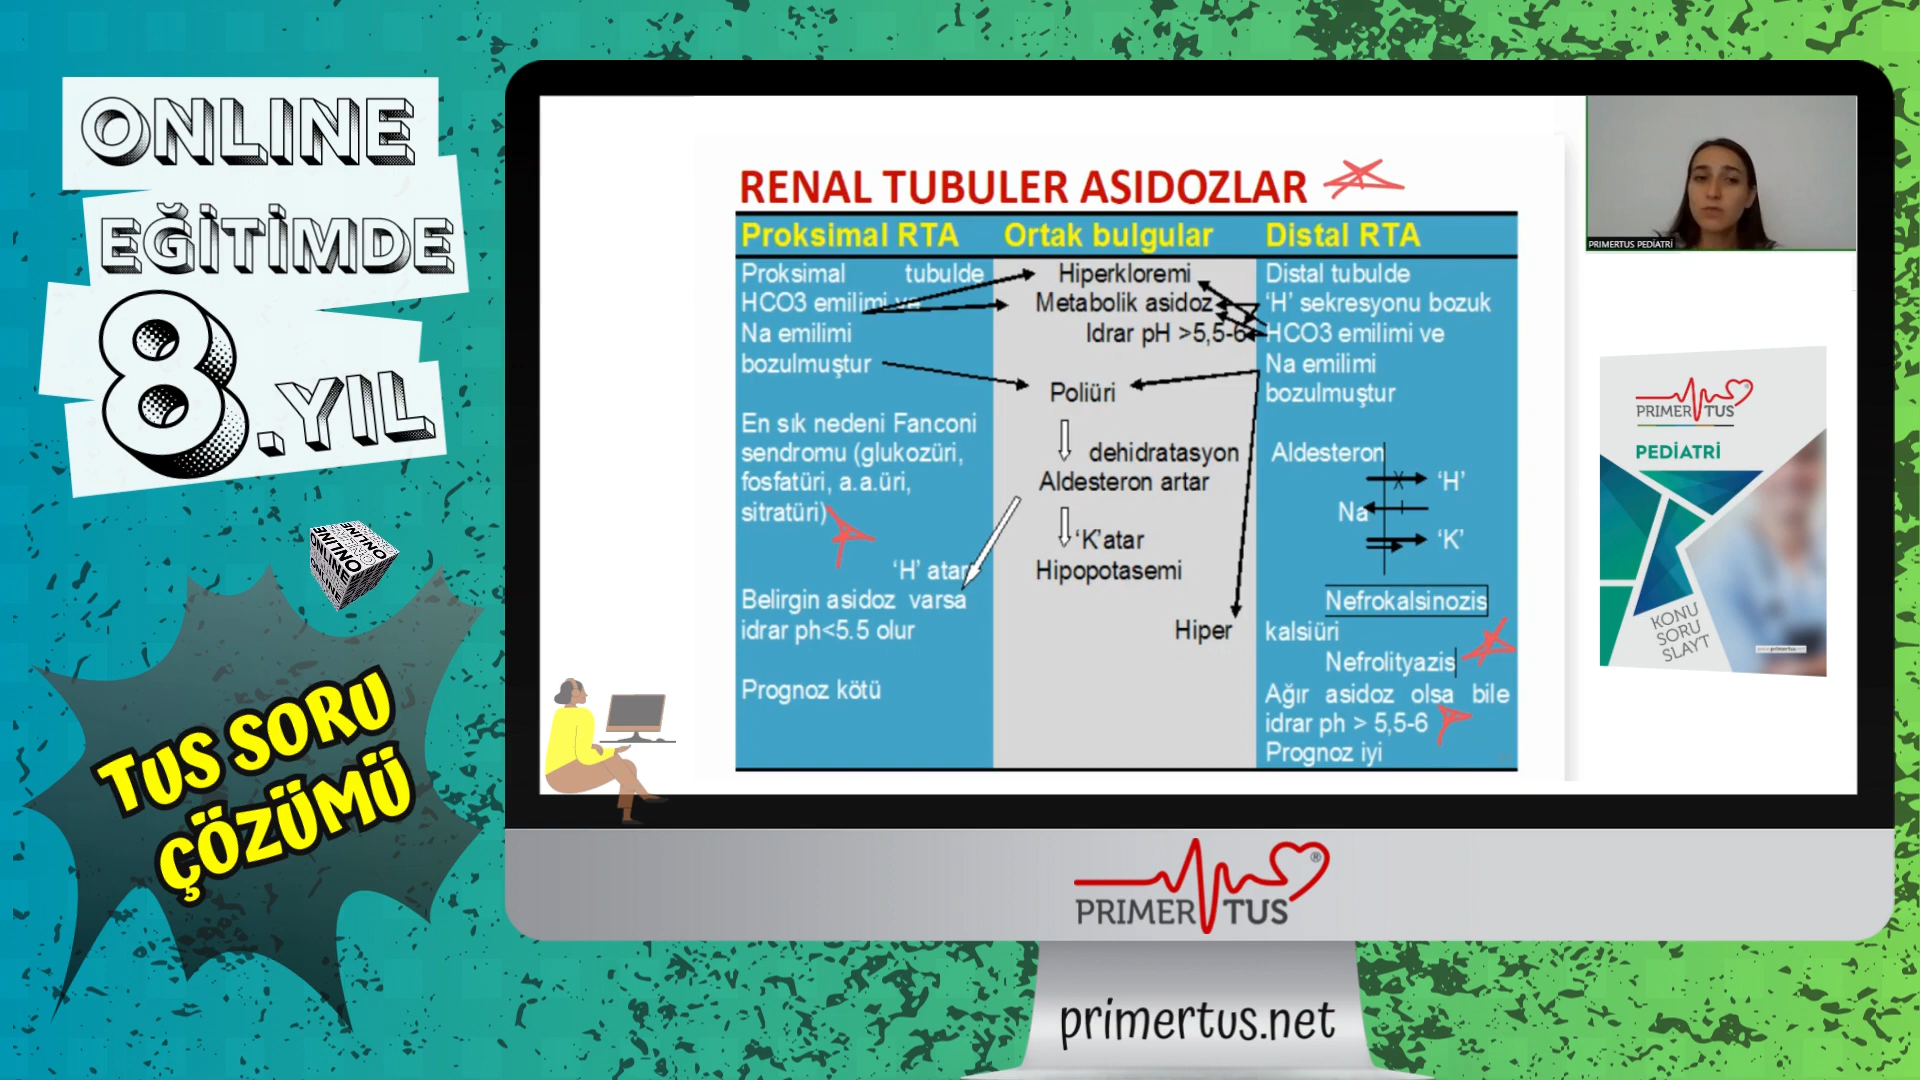 ONLINE
EĞİTİMDE
8.YIL
ONLINE
ONLINE
ONLINE
TUS SORU
ÇÖZÜMÜ
RENAL TUBULER ASIDOZLAR
Proksimal RTA
Proksimal tubulde
HCO3 emilimi ve
Na emilimi
bozulmuştur
En sık nedeni Fanconi
sendromu (glukozüri,
fosfatüri, a.a.üri,
sitratüri)
'H' atar
Belirgin asidoz varsa
idrar ph<5.5 olur
Prognoz kötü
Ortak bulgular
Hiperkloremi
Metabolik asidoz
Idrar pH >5,5-6
Poliüri
dehidratasyon
Aldesteron artar
'K'atar
Hipopotasemi
Hiper
Distal RTA
Distal tubulde
'H' sekresyonu bozuk
HCO3 emilimi ve
Na emilimi
bozulmuştur
Aldesteron
'H'
Na
'K'
Nefrokalsinozis
kalsiüri
Nefrolityazis
Ağır asidoz olsa bile
idrar ph > 5,5-6
Prognoz iyi
PRIMERTUS PEDİATRİ
PRIMER TUS
PEDİATRİ
KONU
SORU
SLAYT
PRIMER TUS
primertus.net